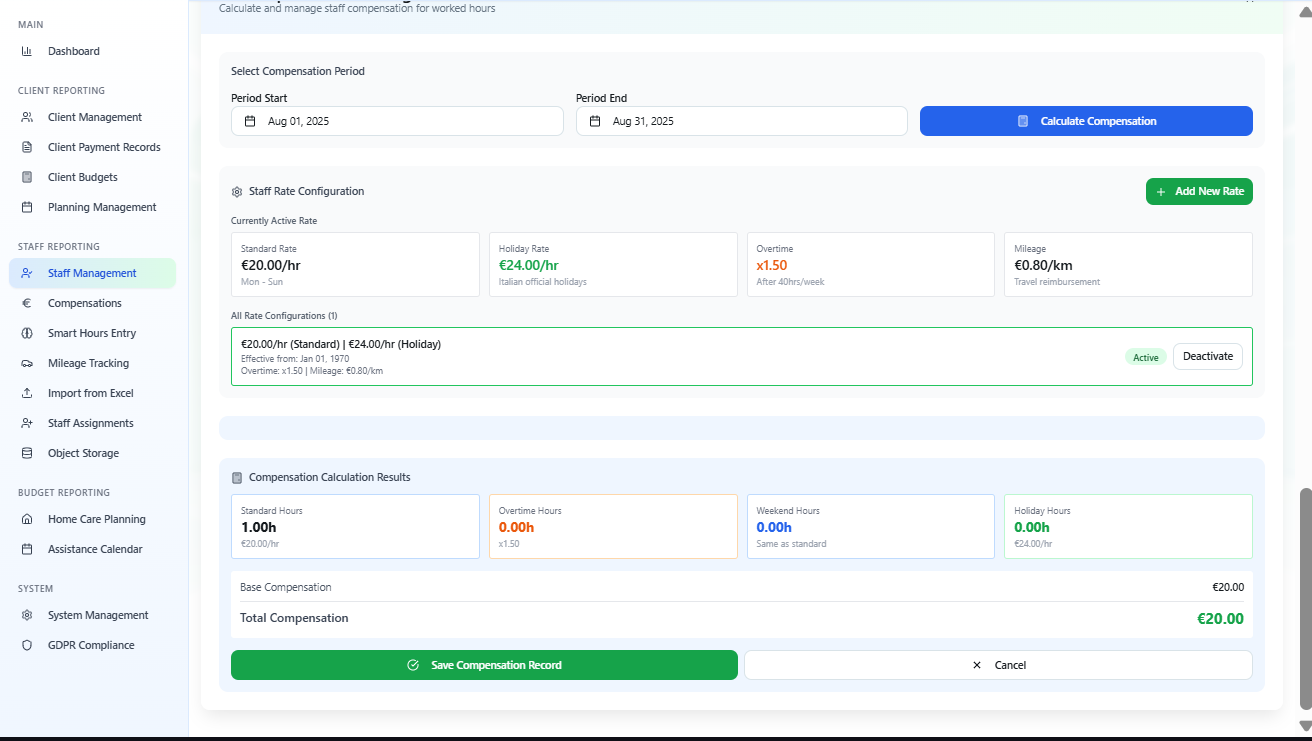 MAIN
Dashboard
CLIENT REPORTING
Client Management
Client Payment Records
Client Budgets
Planning Management
STAFF REPORTING
Staff Management
Compensations
Smart Hours Entry
Mileage Tracking
Import from Excel
Staff Assignments
Object Storage
BUDGET REPORTING
Home Care Planning
Assistance Calendar
SYSTEM
System Management
GDPR Compliance
Calculate and manage staff compensation for worked hours
Select Compensation Period
Period Start
Aug 01, 2025
Period End
Aug 31, 2025
Calculate Compensation
Staff Rate Configuration
Add New Rate
Currently Active Rate
Standard Rate
€20.00/hr
Mon - Sun
Holiday Rate
€24.00/hr
Italian official holidays
Overtime
x1.50
After 40hrs/week
Mileage
€0.80/km
Travel reimbursement
All Rate Configurations (1)
€20.00/hr (Standard) | €24.00/hr (Holiday)
Effective from: Jan 01, 1970
Overtime: x1.50 | Mileage: €0.80/km
Active
Deactivate
Compensation Calculation Results
Standard Hours
1.00h
€20.00/hr
Overtime Hours
0.00h
x1.50
Weekend Hours
0.00h
Same as standard
Holiday Hours
0.00h
€24.00/hr
Base Compensation
€20.00
Total Compensation
€20.00
Save Compensation Record
Cancel